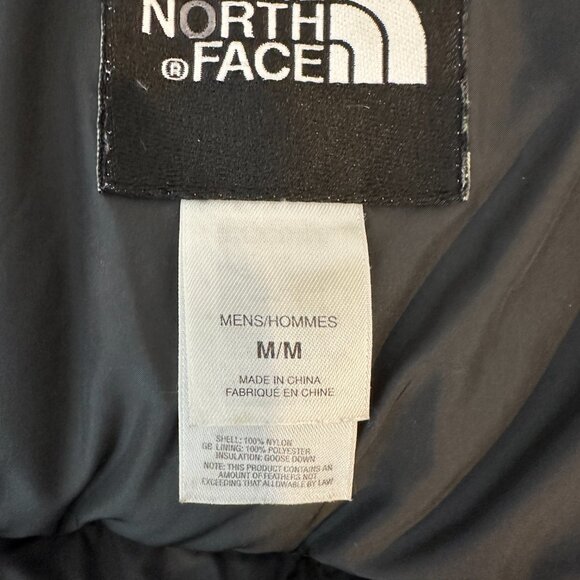 NORTH
® FACE
MENS/HOMMES
M/M
MADE IN CHINA
FABRIQUÉ EN CHINE
SHELL: 100% NYLON
GB LINING: 100% POLYESTER
INSULATION: GOOSE DOWN
NOTE: THIS PRODUCT CONTAINS AN
AMOUNT OF FEATHERS NOT
EXCEEDING THAT ALLOWABLE BY LAW